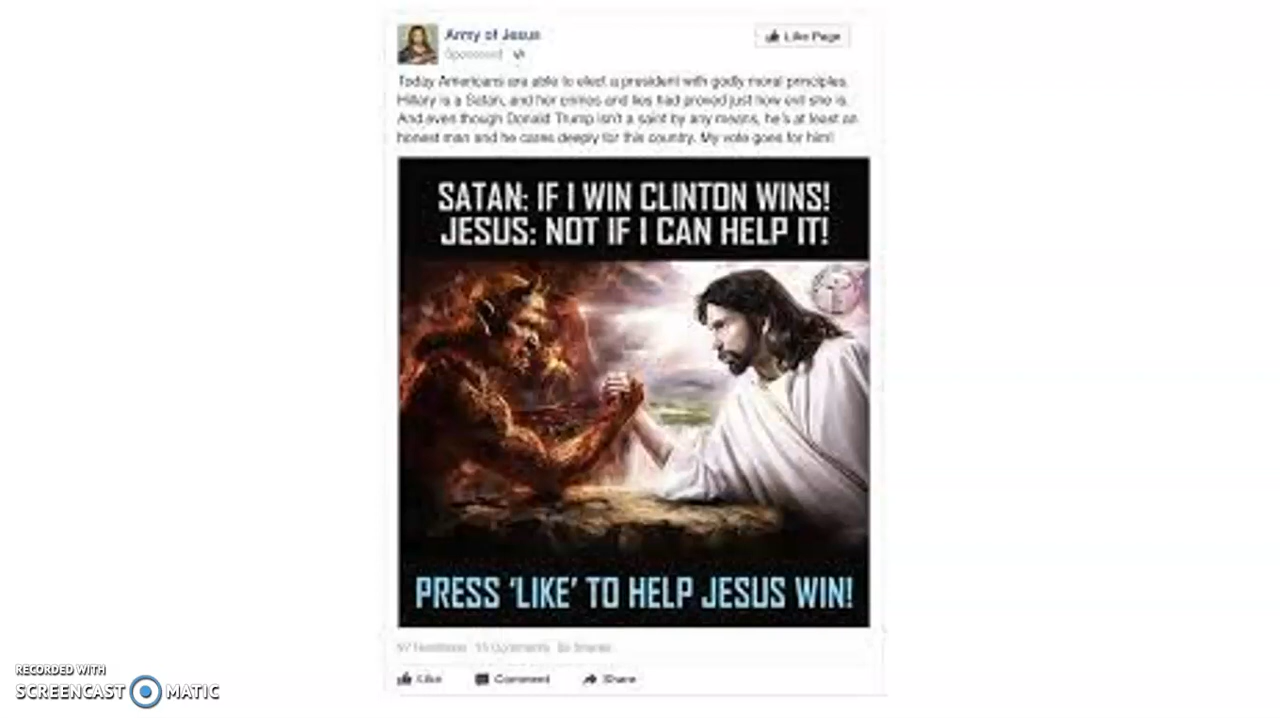 Army of Jesus
Sponsored
Like Page
Today Americans are able to elect a president with godly moral principles.
Hillary is a Satan, and her crimes and lies had proved just how evil she is.
And even though Donald Trump isn't a saint by any means, he's at least an
honest man and he cares deeply for this country. My vote goes for him!
SATAN: IF I WIN CLINTON WINS!
JESUS: NOT IF I CAN HELP IT!
PRESS 'LIKE' TO HELP JESUS WIN!
Reactions Comments Shares
Like Comment Share
RECORDED WITH
SCREENCAST MATIC